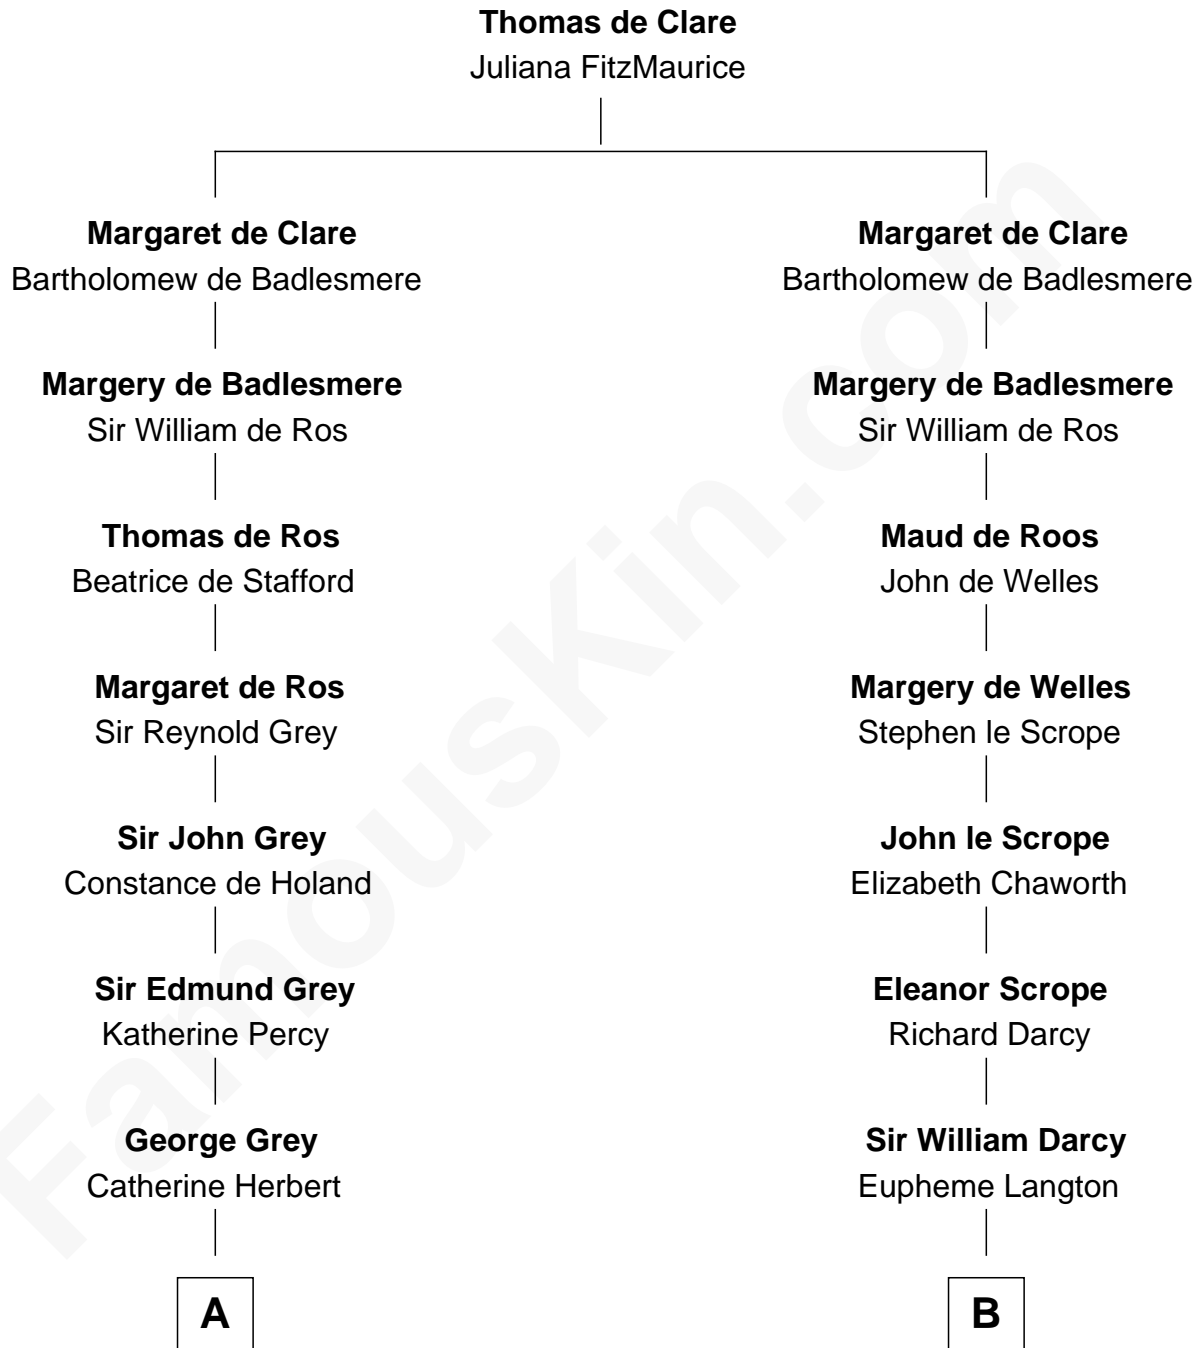 Thomas de Clare
Juliana FitzMaurice
Margaret de Clare
Bartholomew de Badlesmere
Margery de Badlesmere
Sir William de Ros
Thomas de Ros
Beatrice de Stafford
Margaret de Ros
Sir Reynold Grey
Sir John Grey
Constance de Holand
Sir Edmund Grey
Katherine Percy
George Grey
Catherine Herbert
A
Margaret de Clare
Bartholomew de Badlesmere
Margery de Badlesmere
Sir William de Ros
Maud de Roos
John de Welles
Margery de Welles
Stephen le Scrope
John le Scrope
Elizabeth Chaworth
Eleanor Scrope
Richard Darcy
Sir William Darcy
Eupheme Langton
B
FamousKin.com